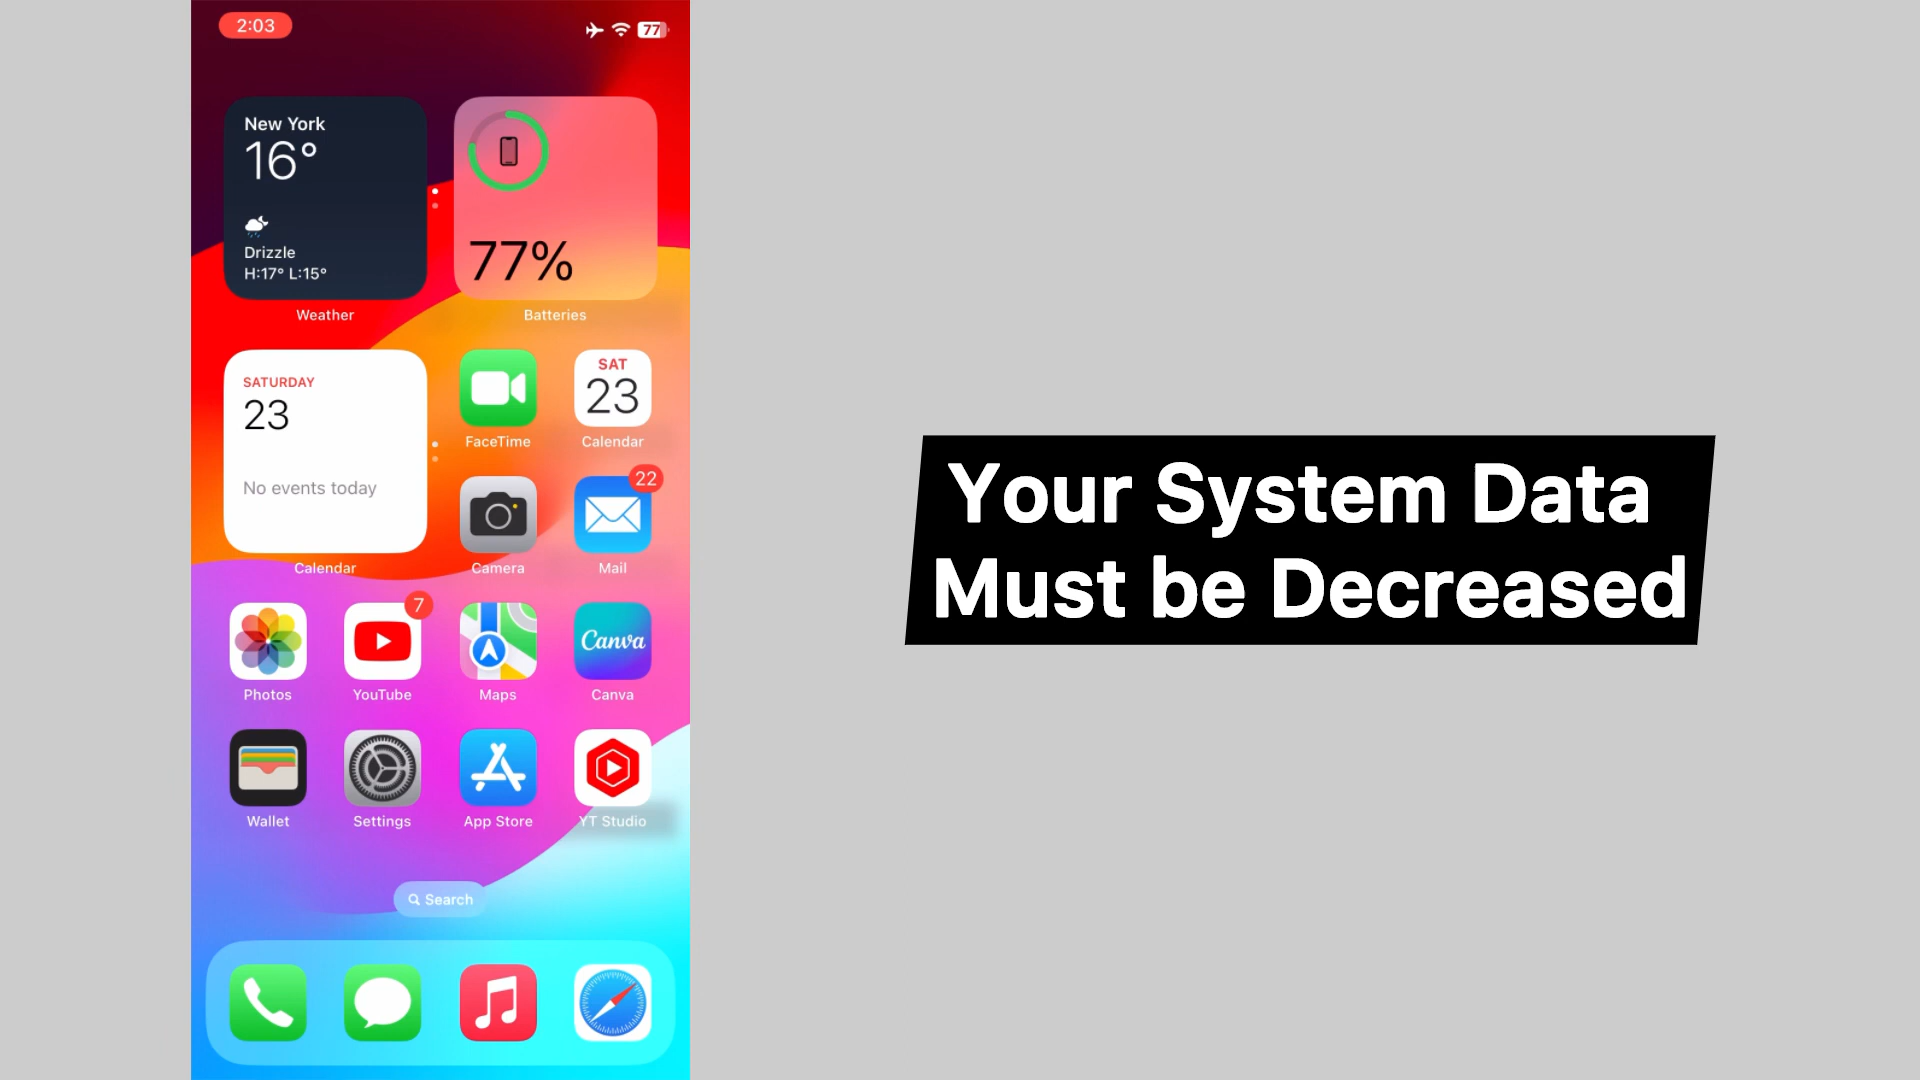 2:03
77
New York
16°
Drizzle
H:17° L:15°
Weather
77%
Batteries
SATURDAY
23
No events today
Calendar
FaceTime
SAT
23
Calendar
Camera
22
Mail
Photos
7
YouTube
Maps
Canva
Canva
Wallet
Settings
App Store
YT Studio
Search
Your System Data
Must be Decreased